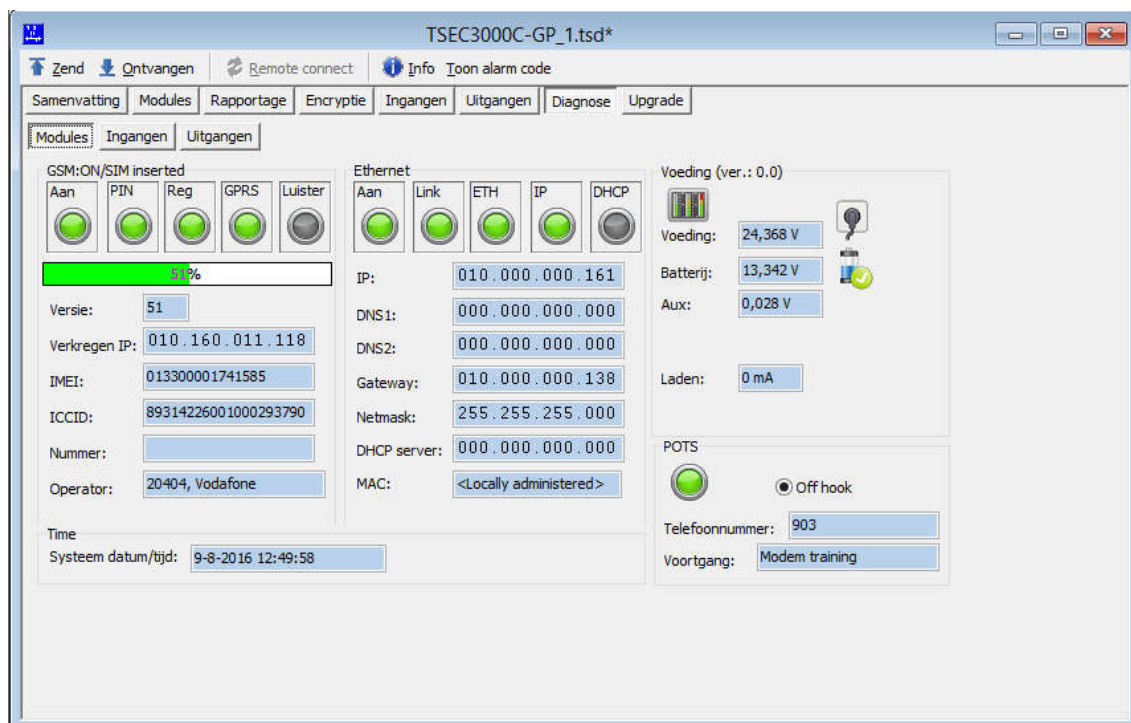 TSEC3000C-GP_1.tsd*
Zend Ontvangen Remote connect Info Toon alarm code
Samenvatting Modules Rapportage Encryptie Ingangen Uitgangen Diagnose Upgrade
Modules Ingangen Uitgangen
GSM:ON/SIM inserted
Aan PIN Reg GPRS Luister
51%
Versie: 51
Verkregen IP: 010.160.011.118
IMEI: 013300001741585
ICCID: 89314226001000293790
Nummer:
Operator: 20404, Vodafone
Ethernet
Aan Link ETH IP DHCP
IP: 010.000.000.161
DNS1: 000.000.000.000
DNS2: 000.000.000.000
Gateway: 010.000.000.138
Netmask: 255.255.255.000
DHCP server: 000.000.000.000
MAC: <Locally administered>
Voeding (ver.: 0.0)
Voeding: 24,368 V
Batterij: 13,342 V
Aux: 0,028 V
Laden: 0 mA
POTS
Off hook
Telefoonnummer: 903
Voortgang: Modem training
Time
Systeem datum/tijd: 9-8-2016 12:49:58